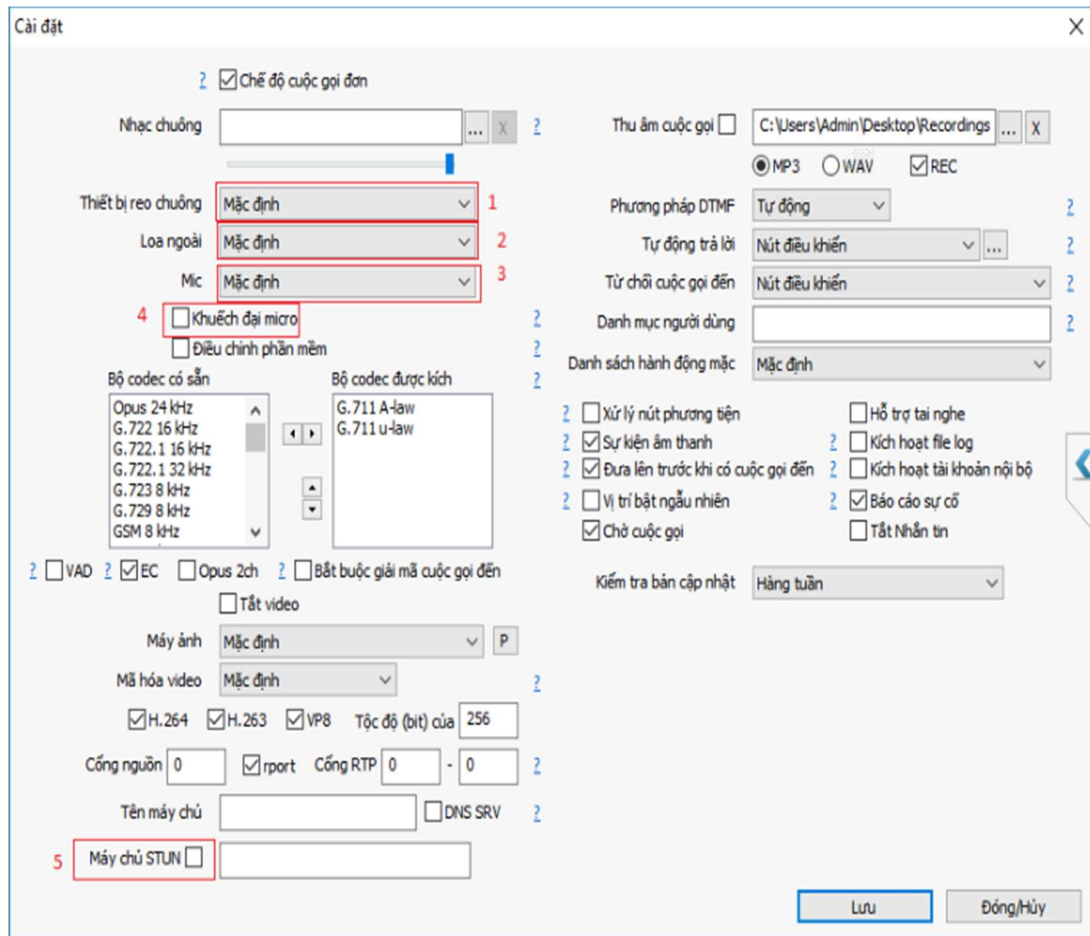 Cài đặt
? Chế độ cuộc gọi đơn
Nhạc chuông ... X ?
Thiết bị reo chuông Mặc định 1
Loa ngoài Mặc định 2
Mic Mặc định 3
4 Khuếch đại micro ?
Điều chỉnh phần mềm ?
Bộ codec có sẵn Bộ codec được kích ?
Opus 24 kHz
G.722 16 kHz
G.722.1 16 kHz
G.722.1 32 kHz
G.723 8 kHz
G.729 8 kHz
GSM 8 kHz
G.711 A-law
G.711 u-law
? VAD ? EC Opus 2ch ? Bắt buộc giải mã cuộc gọi đến
Tắt video
Máy ảnh Mặc định P
Mã hóa video Mặc định ?
H.264 H.263 VP8 Tộc độ (bit) của 256
Cổng nguồn 0 rport Cổng RTP 0 - 0 ?
Tên máy chủ DNS SRV ?
5 Máy chủ STUN
Thu âm cuộc gọi C:\Users\Admin\Desktop\Recordings ... X
MP3 WAV REC
Phương pháp DTMF Tự động ?
Tự động trả lời Nút điều khiển ... ?
Từ chối cuộc gọi đến Nút điều khiển ?
Danh mục người dùng ?
Danh sách hành động mặc Mặc định
? Xử lý nút phương tiện Hỗ trợ tai nghe
? Sự kiện âm thanh ? Kích hoạt file log
? Đưa lên trước khi có cuộc gọi đến ? Kích hoạt tài khoản nội bộ
? Vị trí bật ngẫu nhiên ? Báo cáo sự cố
Chờ cuộc gọi Tắt Nhắn tin
Kiểm tra bản cập nhật Hàng tuần
Lưu Đóng/Hủy